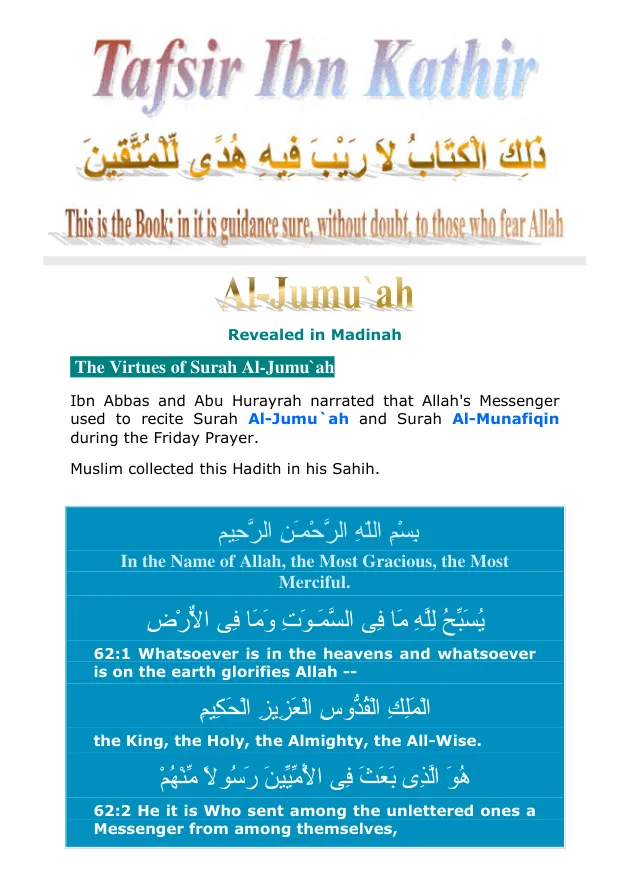 Tafsir Ibn Kathir
ذَلِكَ الْكِتَابُ لاَ رَيْبَ فِيهِ هُدًى لِّلْمُتَّقِينَ
This is the Book; in it is guidance sure, without doubt, to those who fear Allah
Al-Jumu`ah
Revealed in Madinah
The Virtues of Surah Al-Jumu`ah
Ibn Abbas and Abu Hurayrah narrated that Allah's Messenger
used to recite Surah Al-Jumu`ah and Surah Al-Munafiqin
during the Friday Prayer.
Muslim collected this Hadith in his Sahih.
بِسْمِ اللَّهِ الرَّحْمَـنِ الرَّحِيمِ
In the Name of Allah, the Most Gracious, the Most
Merciful.
يُسَبِّحُ لِلَّهِ مَا فِى السَّمَـوَتِ وَمَا فِى الاٌّرْضِ
62:1 Whatsoever is in the heavens and whatsoever
is on the earth glorifies Allah --
الْمَلِكِ الْقُدُّوسِ الْعَزِيزِ الْحَكِيمِ
the King, the Holy, the Almighty, the All-Wise.
هُوَ الَّذِى بَعَثَ فِى الاٍّمِّيِّينَ رَسُولاً مِّنْهُمْ
62:2 He it is Who sent among the unlettered ones a
Messenger from among themselves,